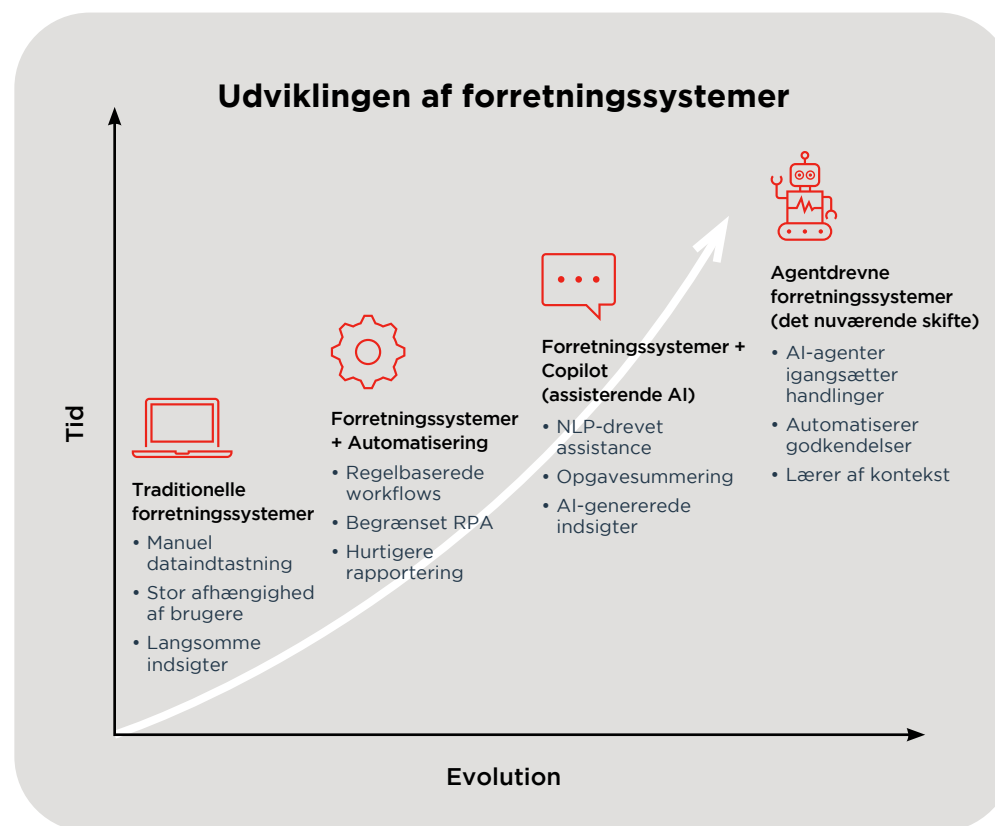 Udviklingen af forretningssystemer
Tid
Traditionelle
forretningssystemer
• Manuel
dataindtastning
• Stor afhængighed
af brugere
• Langsomme
indsigter
Forretningssystemer
+ Automatisering
• Regelbaserede
workflows
• Begrænset RPA
• Hurtigere
rapportering
Forretningssystemer +
Copilot
(assisterende AI)
• NLP-drevet
assistance
• Opgavesummering
• AI-genererede
indsigter
Agentdrevne
forretningssystemer
(det nuværende skifte)
• AI-agenter
igangsætter
handlinger
• Automatiserer
godkendelser
• Lærer af kontekst
Evolution